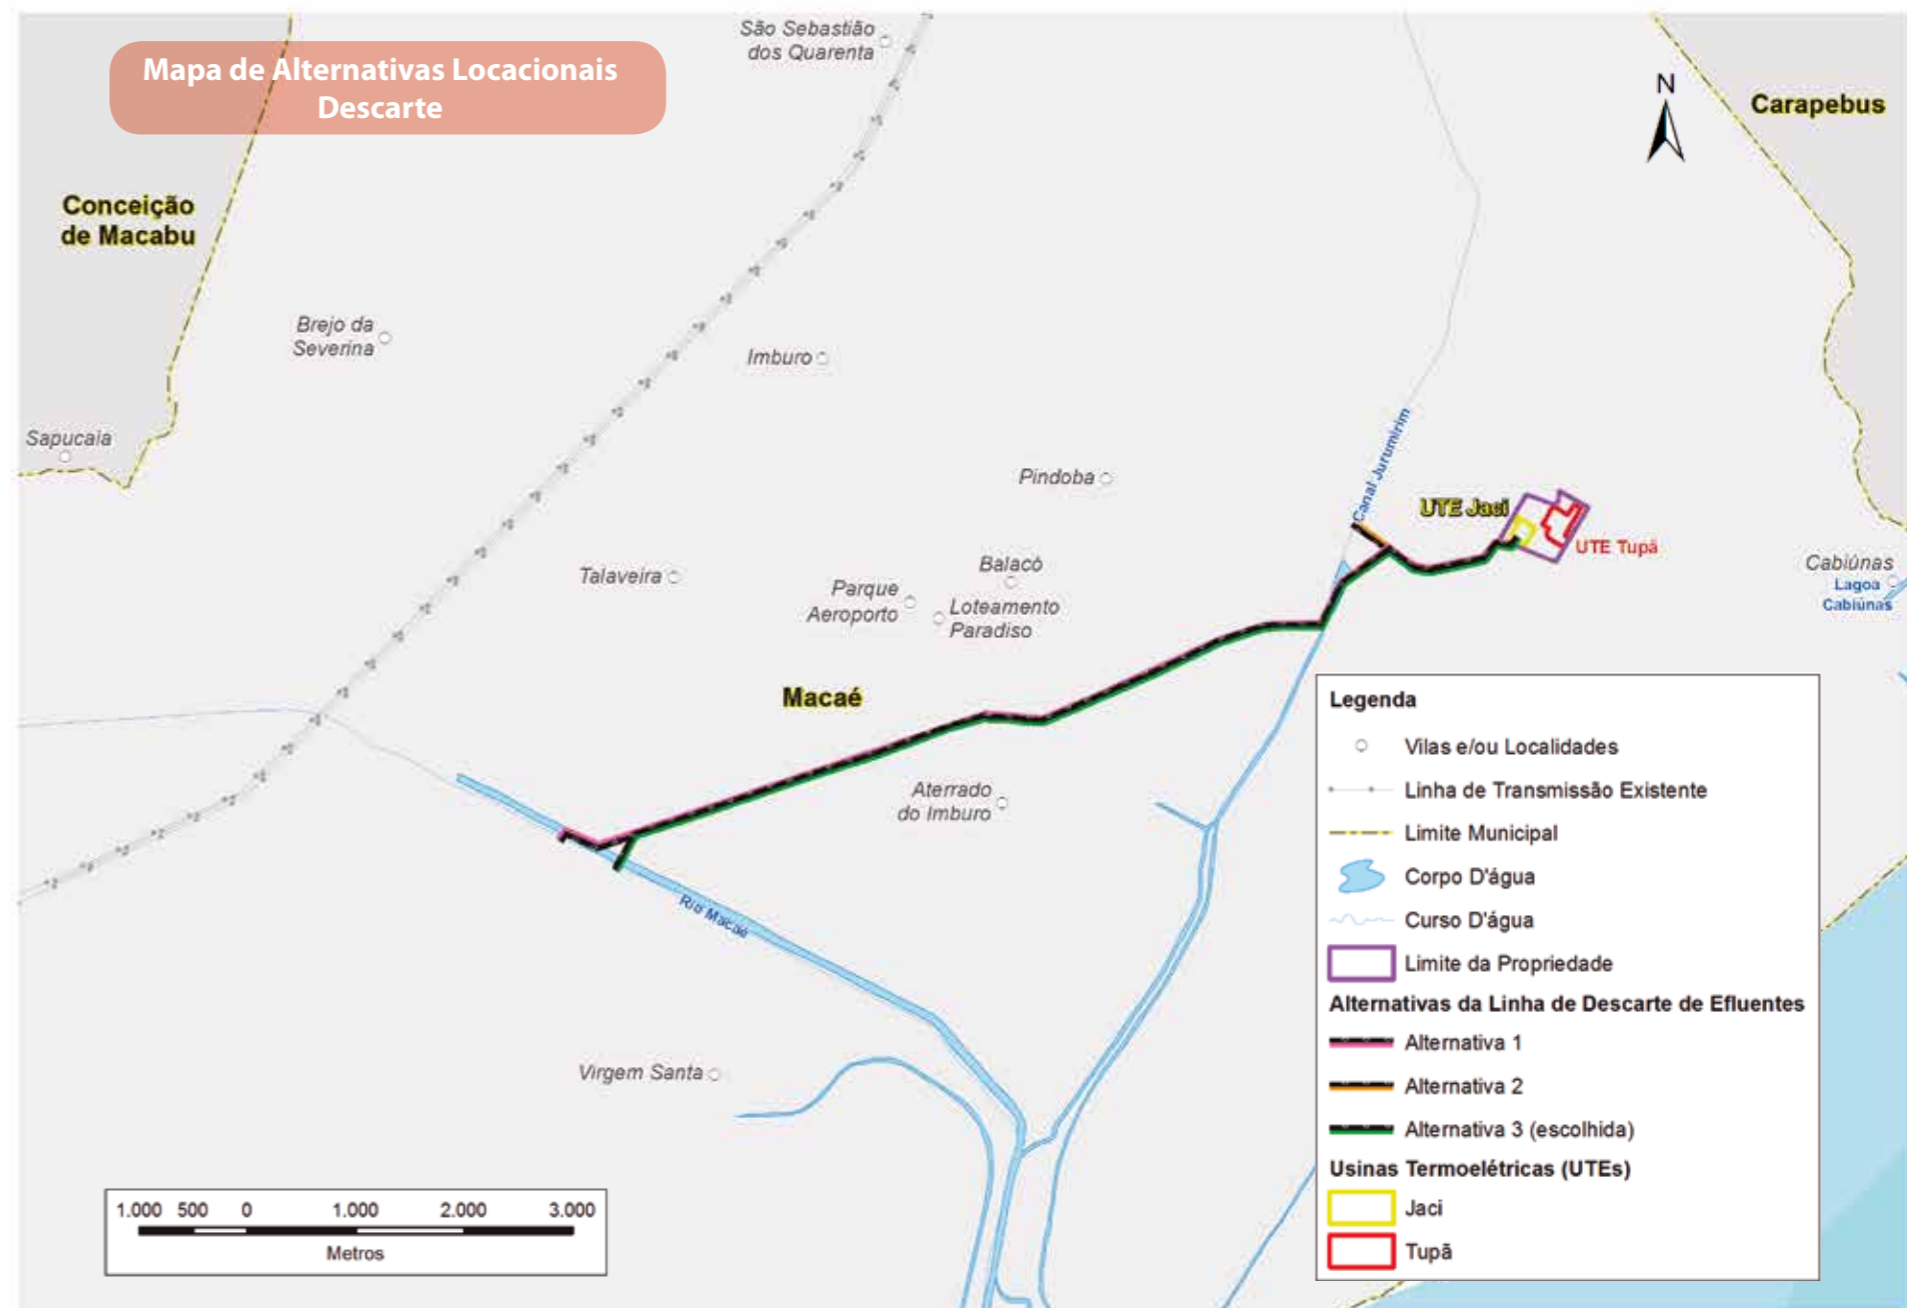 Mapa de Alternativas Locacionais
Descarte
São Sebastião
dos Quarenta
N
Carapebus
Conceição
de Macabu
Brejo da
Severina
Imburo
Sapucaia
Pindoba
Canal Jurumirim
UTE Jaci
UTE Tupã
Cabiúnas
Lagoa
Cabiúnas
Talaveira
Balacó
Parque
Aeroporto
Loteamento
Paradiso
Macaé
Aterrado
do Imburo
Rio Macaé
Virgem Santa
Legenda
Vilas e/ou Localidades
Linha de Transmissão Existente
Limite Municipal
Corpo D'água
Curso D'água
Limite da Propriedade
Alternativas da Linha de Descarte de Efluentes
Alternativa 1
Alternativa 2
Alternativa 3 (escolhida)
Usinas Termoelétricas (UTEs)
Jaci
Tupã
1.000 500 0 1.000 2.000 3.000
Metros